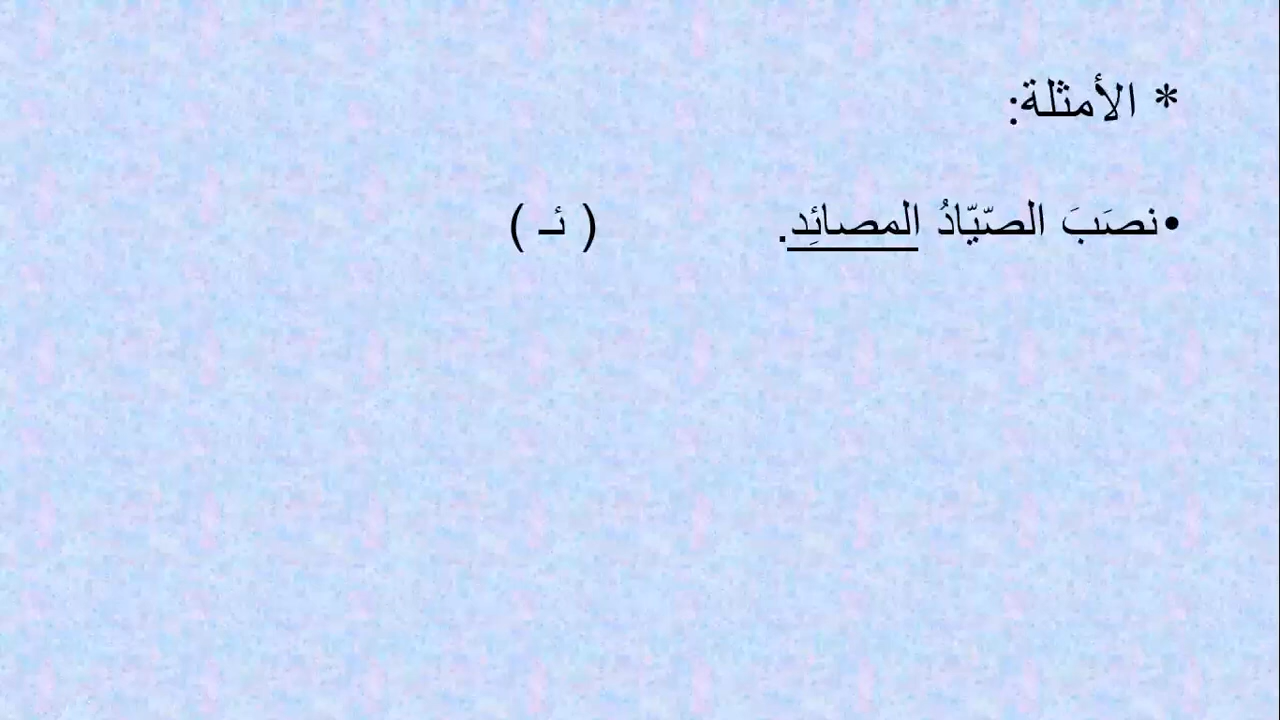 * الأمثلة:
•نصَبَ الصّيّادُ المصائِد. ( ئـ )